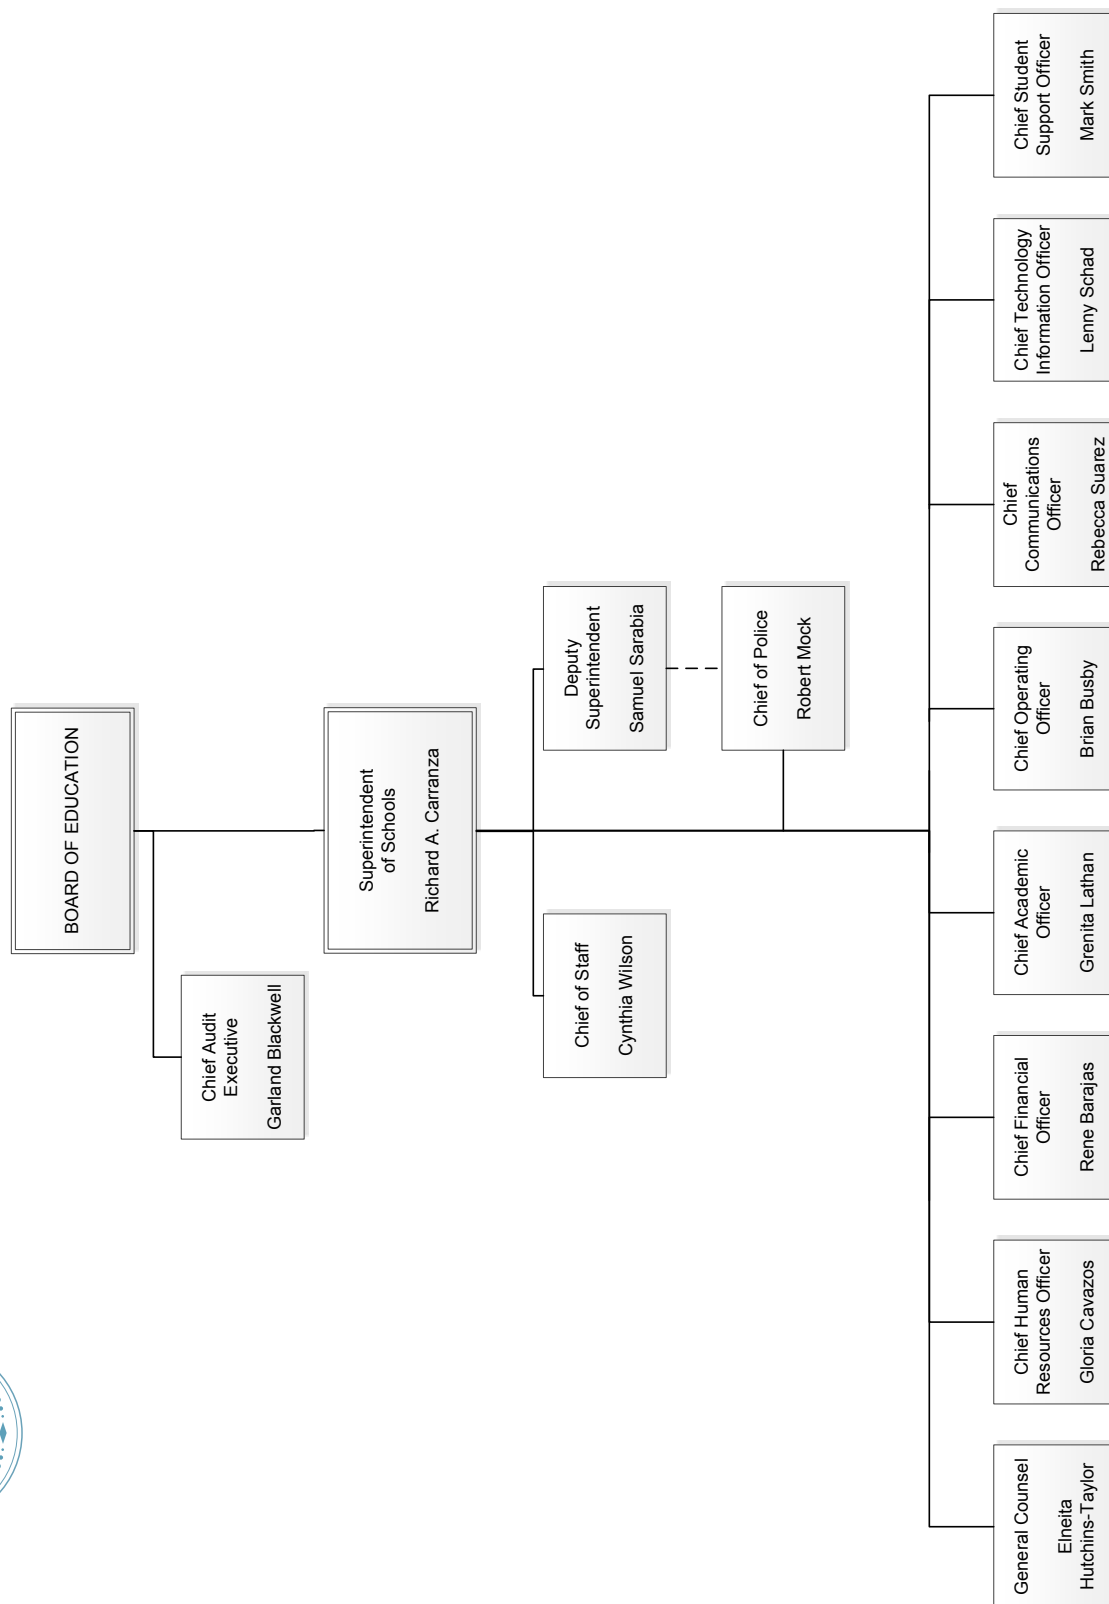 BOARD OF EDUCATION
Chief Audit
Executive
Garland Blackwell
Superintendent
of Schools
Richard A. Carranza
Chief of Staff
Cynthia Wilson
Deputy
Superintendent
Samuel Sarabia
Chief of Police
Robert Mock
General Counsel
Elneita
Hutchins-Taylor
Chief Human
Resources Officer
Gloria Cavazos
Chief Financial
Officer
Rene Barajas
Chief Academic
Officer
Grenita Lathan
Chief Operating
Officer
Brian Busby
Chief
Communications
Officer
Rebecca Suarez
Chief Technology
Information Officer
Lenny Schad
Chief Student
Support Officer
Mark Smith